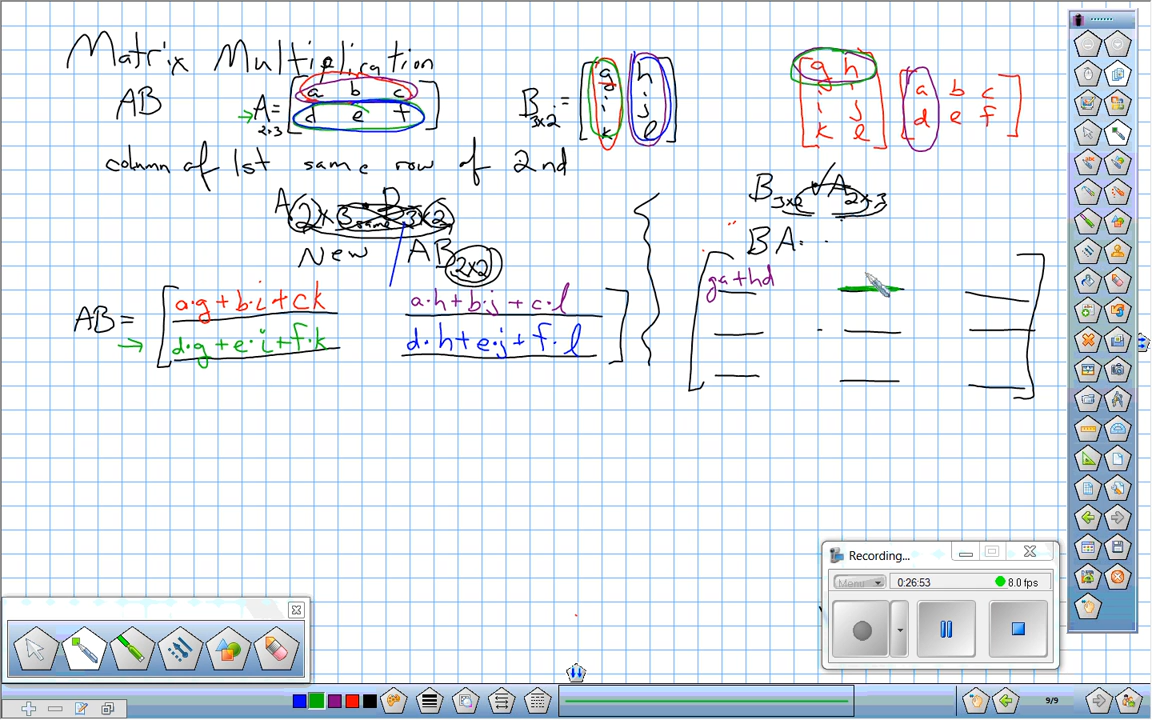 Matrix Multiplication
AB
A = [a b c
d e f]
2×3
B = [g h
i j
k l]
3×2
[g h
i j
k l] [a b c
d e f]
column of 1st same row of 2nd
A 2×3 same 3×2
New AB 2×2
B 3×2 A 2×3
BA =
ga+hd
AB = [a·g+b·i+ck a·h+b·j+c·l
d·g+e·i+f·k d·h+e·j+f·l]
Recording...
Menu 0:26:53 8.0 fps
9/9